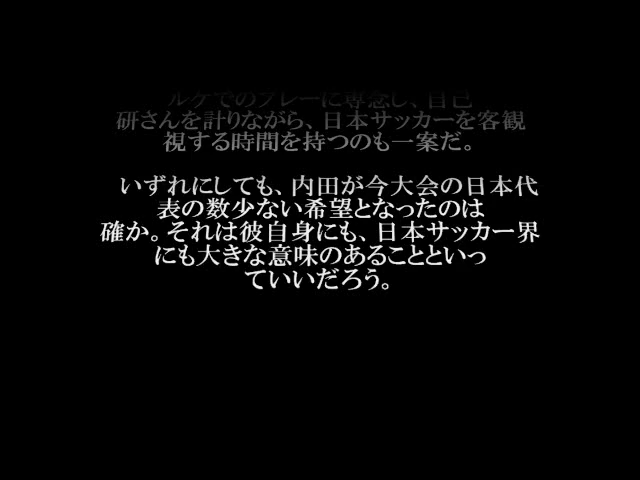 ルケでのプレーに専念し、自己
研さんを計りながら、日本サッカーを客観
視する時間を持つのも一案だ。
いずれにしても、内田が今大会の日本代
表の数少ない希望となったのは
確か。それは彼自身にも、日本サッカー界
にも大きな意味のあることといっ
ていいだろう。